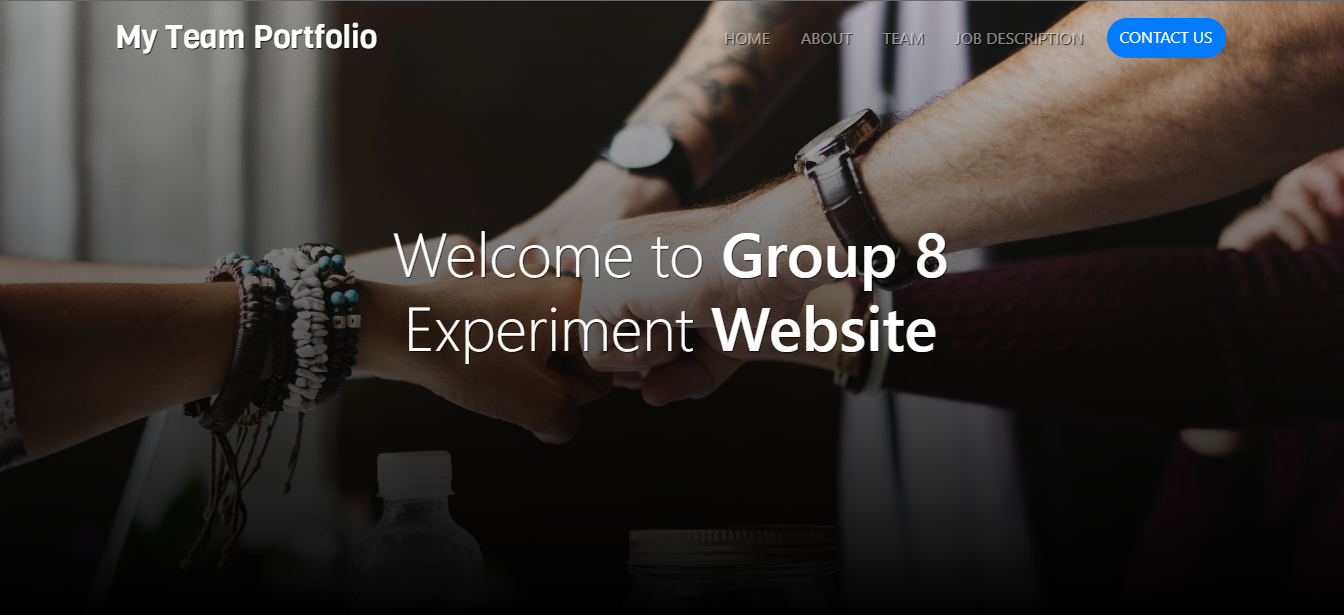 My Team Portfolio
HOME ABOUT TEAM JOB DESCRIPTION CONTACT US
Welcome to Group 8
Experiment Website